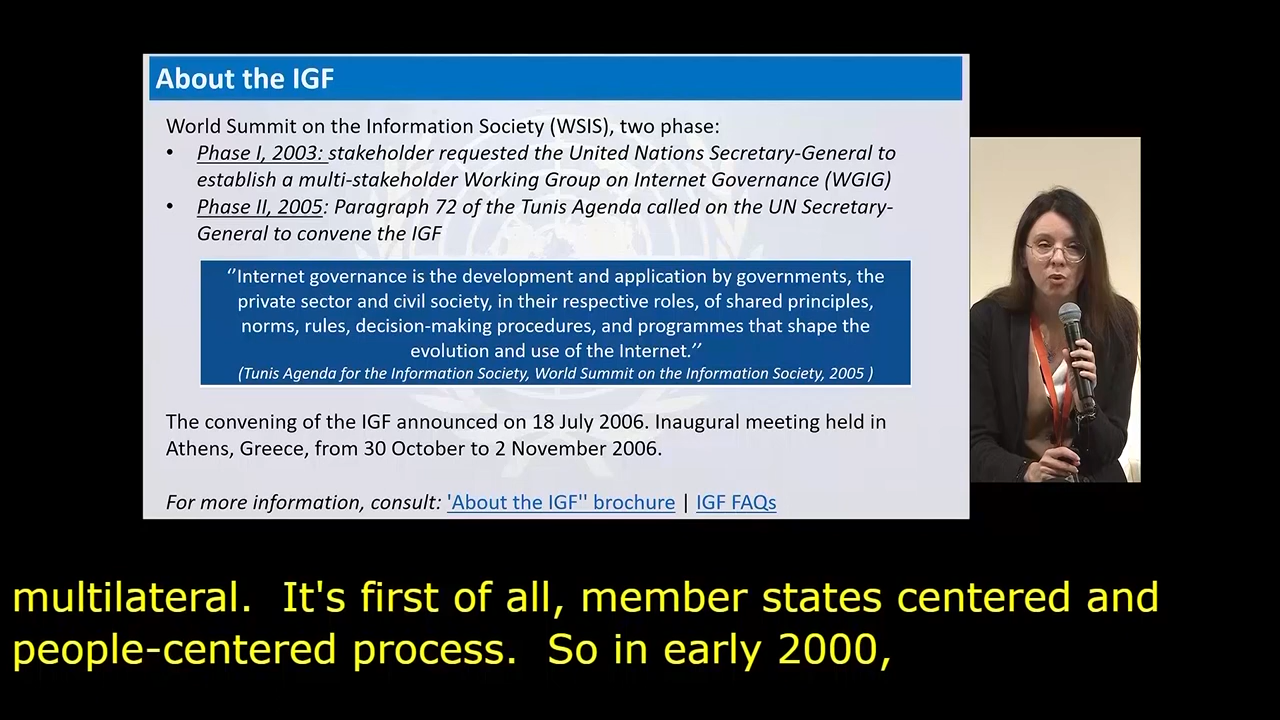 About the IGF
World Summit on the Information Society (WSIS), two phase:
• Phase I, 2003: stakeholder requested the United Nations Secretary-General to
establish a multi-stakeholder Working Group on Internet Governance (WGIG)
• Phase II, 2005: Paragraph 72 of the Tunis Agenda called on the UN Secretary-
General to convene the IGF
‘’Internet governance is the development and application by governments, the
private sector and civil society, in their respective roles, of shared principles,
norms, rules, decision-making procedures, and programmes that shape the
evolution and use of the Internet.’’
(Tunis Agenda for the Information Society, World Summit on the Information Society, 2005 )
The convening of the IGF announced on 18 July 2006. Inaugural meeting held in
Athens, Greece, from 30 October to 2 November 2006.
For more information, consult: 'About the IGF'' brochure | IGF FAQs
multilateral.  It's first of all, member states centered and
people-centered process.  So in early 2000,